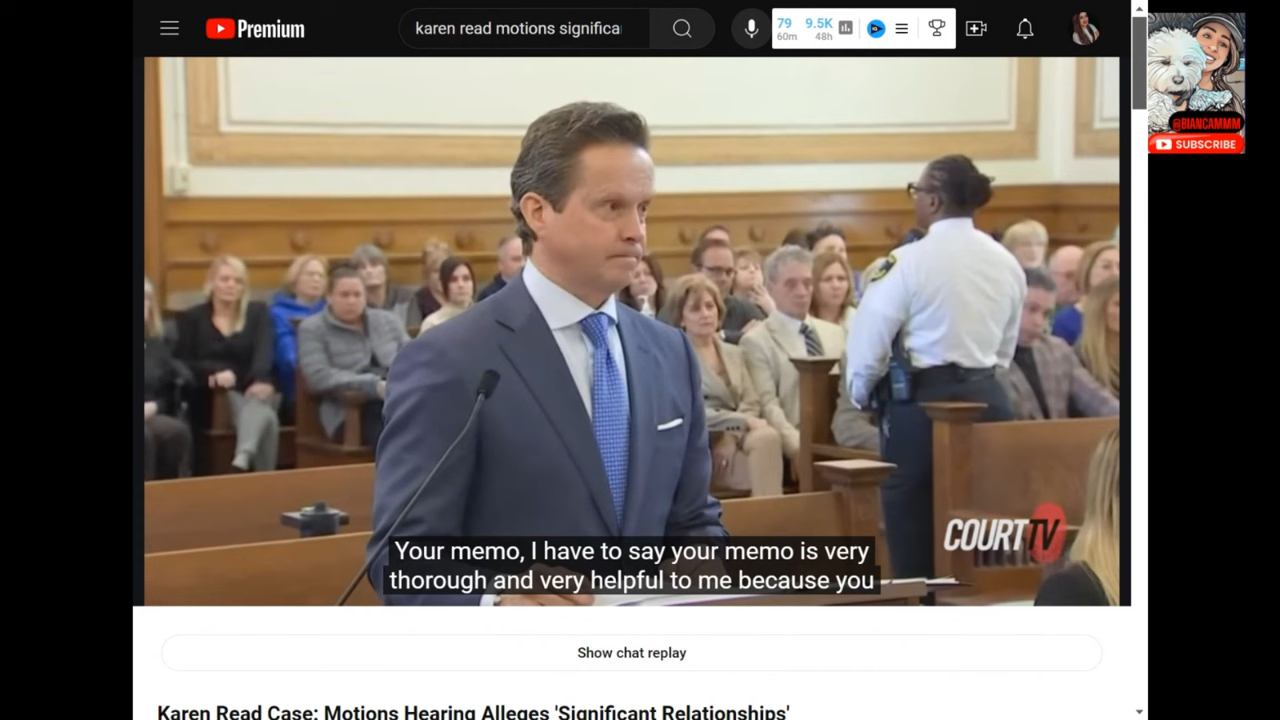 Premium
karen read motions significa
79
60m
9.5K
48h
@BIANCAMMM
SUBSCRIBE
COURT TV
Your memo, I have to say your memo is very
thorough and very helpful to me because you
Show chat replay
Karen Read Case: Motions Hearing Alleges 'Significant Relationships'